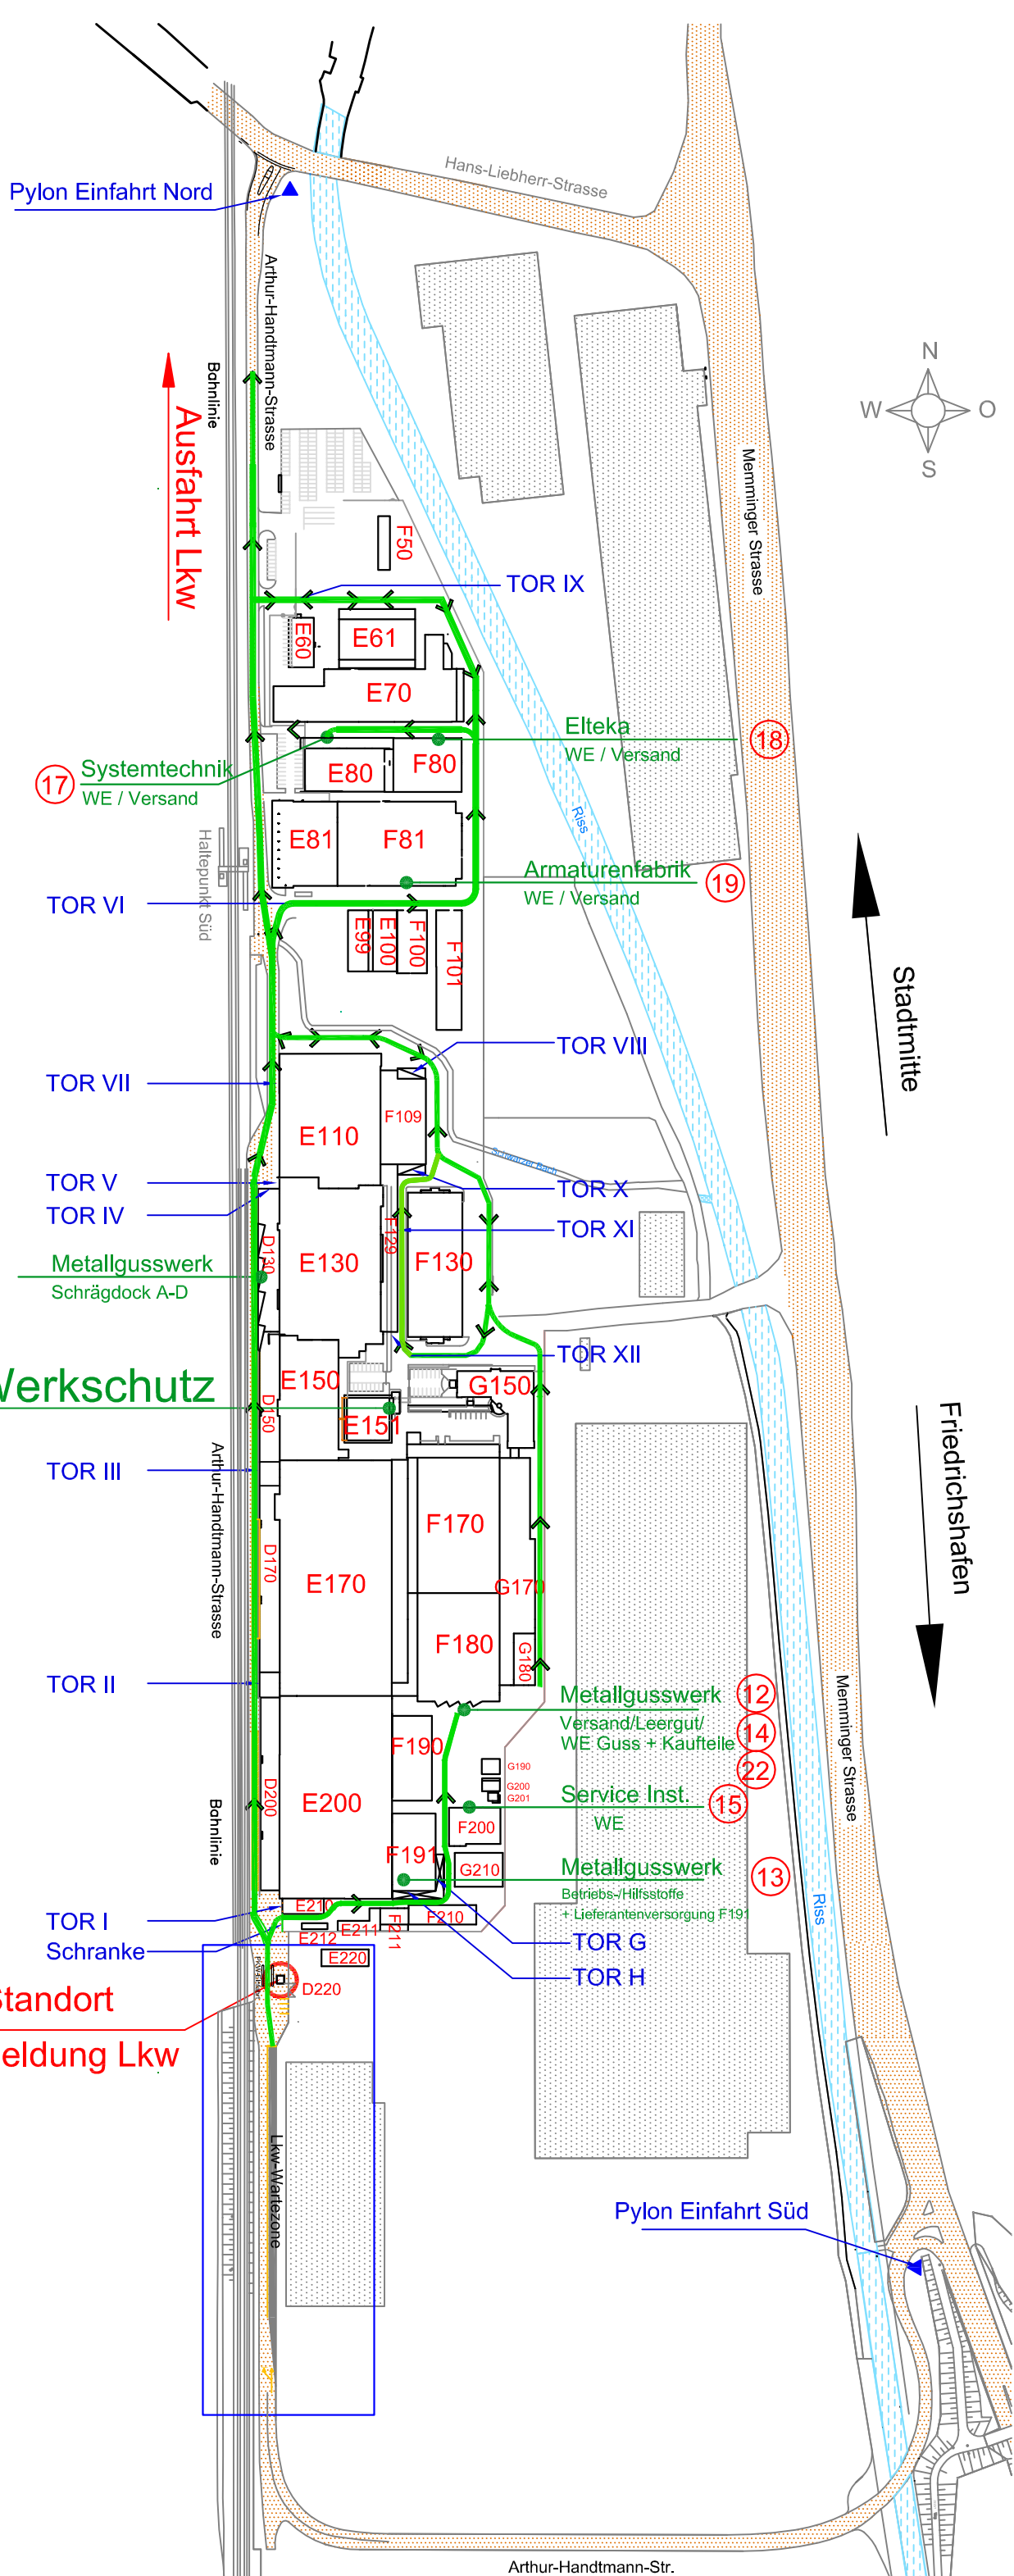 Hans-Liebherr-Strasse
Pylon Einfahrt Nord
Arthur-Handtmann-Strasse
N
W
O
S
Bahnlinie
Ausfahrt Lkw
Memminger Strasse
F50
TOR IX
E60
E61
E70
Elteka
WE / Versand
18
17
Systemtechnik
WE / Versand
E80
F80
Riss
E81
F81
Haltepunkt Süd
Armaturenfabrik
WE / Versand
19
TOR VI
E99
E100
F100
F101
Stadtmitte
TOR VIII
TOR VII
F109
E110
Schwarzer Bach
TOR V
TOR X
TOR IV
TOR XI
F129
D130
E130
F130
Metallgusswerk
Schrägdock A-D
TOR XII
Werkschutz
E150
G150
D150
E151
Friedrichshafen
Arthur-Handtmann-Strasse
TOR III
F170
D170
E170
G170
F180
G180
TOR II
Metallgusswerk
12
Versand/Leergut/
WE Guss + Kaufteile
14
22
Memminger Strasse
F190
G190
G200
G201
D200
E200
Service Inst.
WE
15
Bahnlinie
F200
F191
G210
Metallgusswerk
13
Betriebs-/Hilfsstoffe
+ Lieferantenversorgung F191
Riss
E210
F210
TOR I
E211
F211
E212
TOR G
Schranke
E220
TOR H
D220
Standort
eldung Lkw
Lkw-Wartezone
Pylon Einfahrt Süd
Arthur-Handtmann-Str.